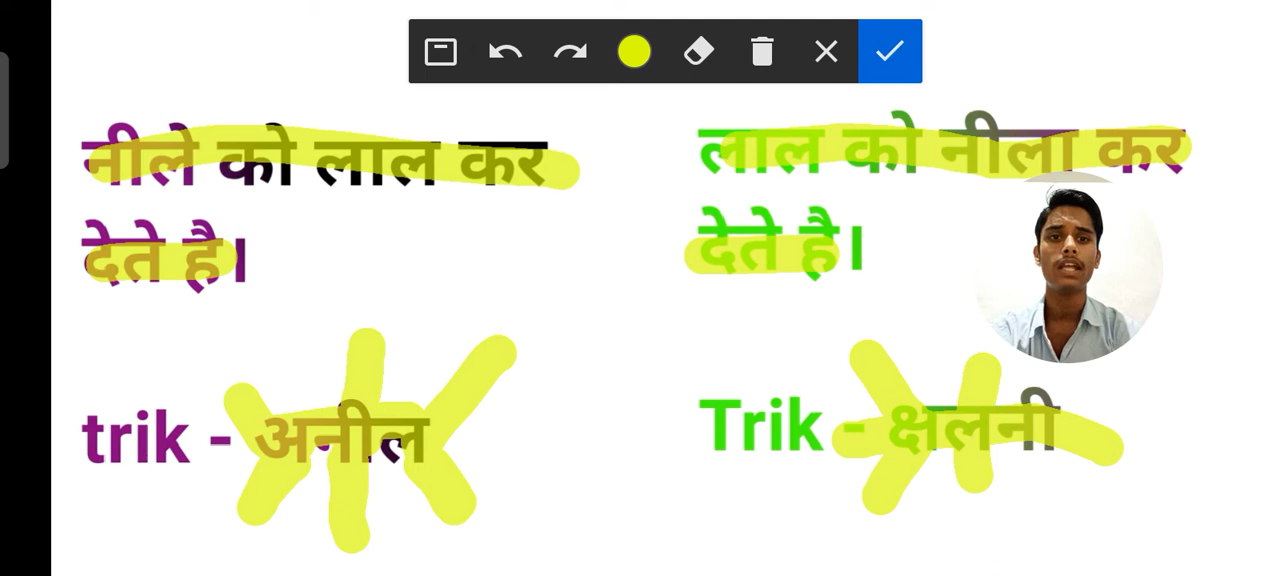 नीले को लाल कर
देते है।
trik - अनील
लाल को नीला कर
देते है।
Trik - क्षलनी